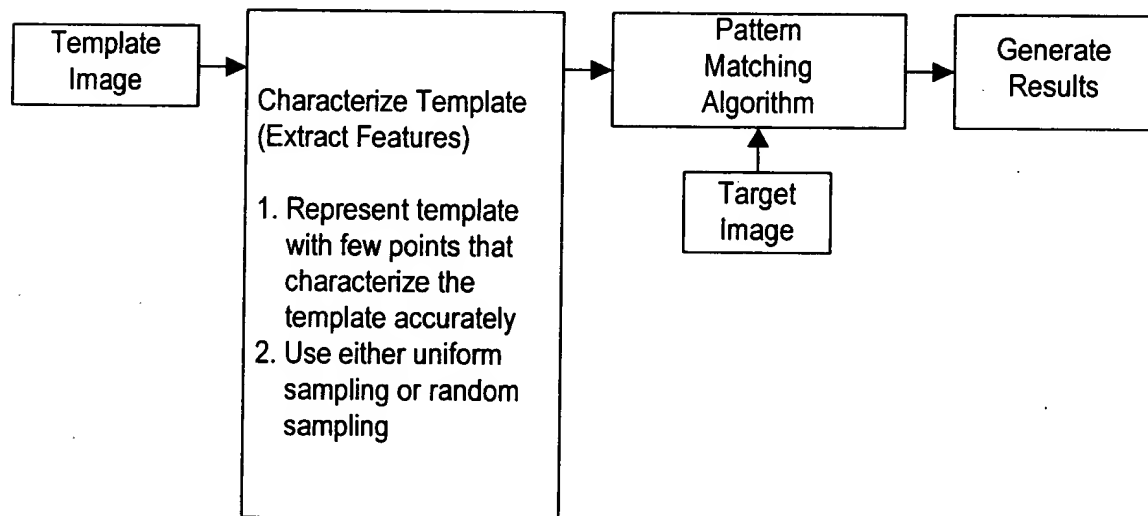 Template
Image
Characterize Template
(Extract Features)
1. Represent template
with few points that
characterize the
template accurately
2. Use either uniform
sampling or random
sampling
Pattern
Matching
Algorithm
Target
Image
Generate
Results